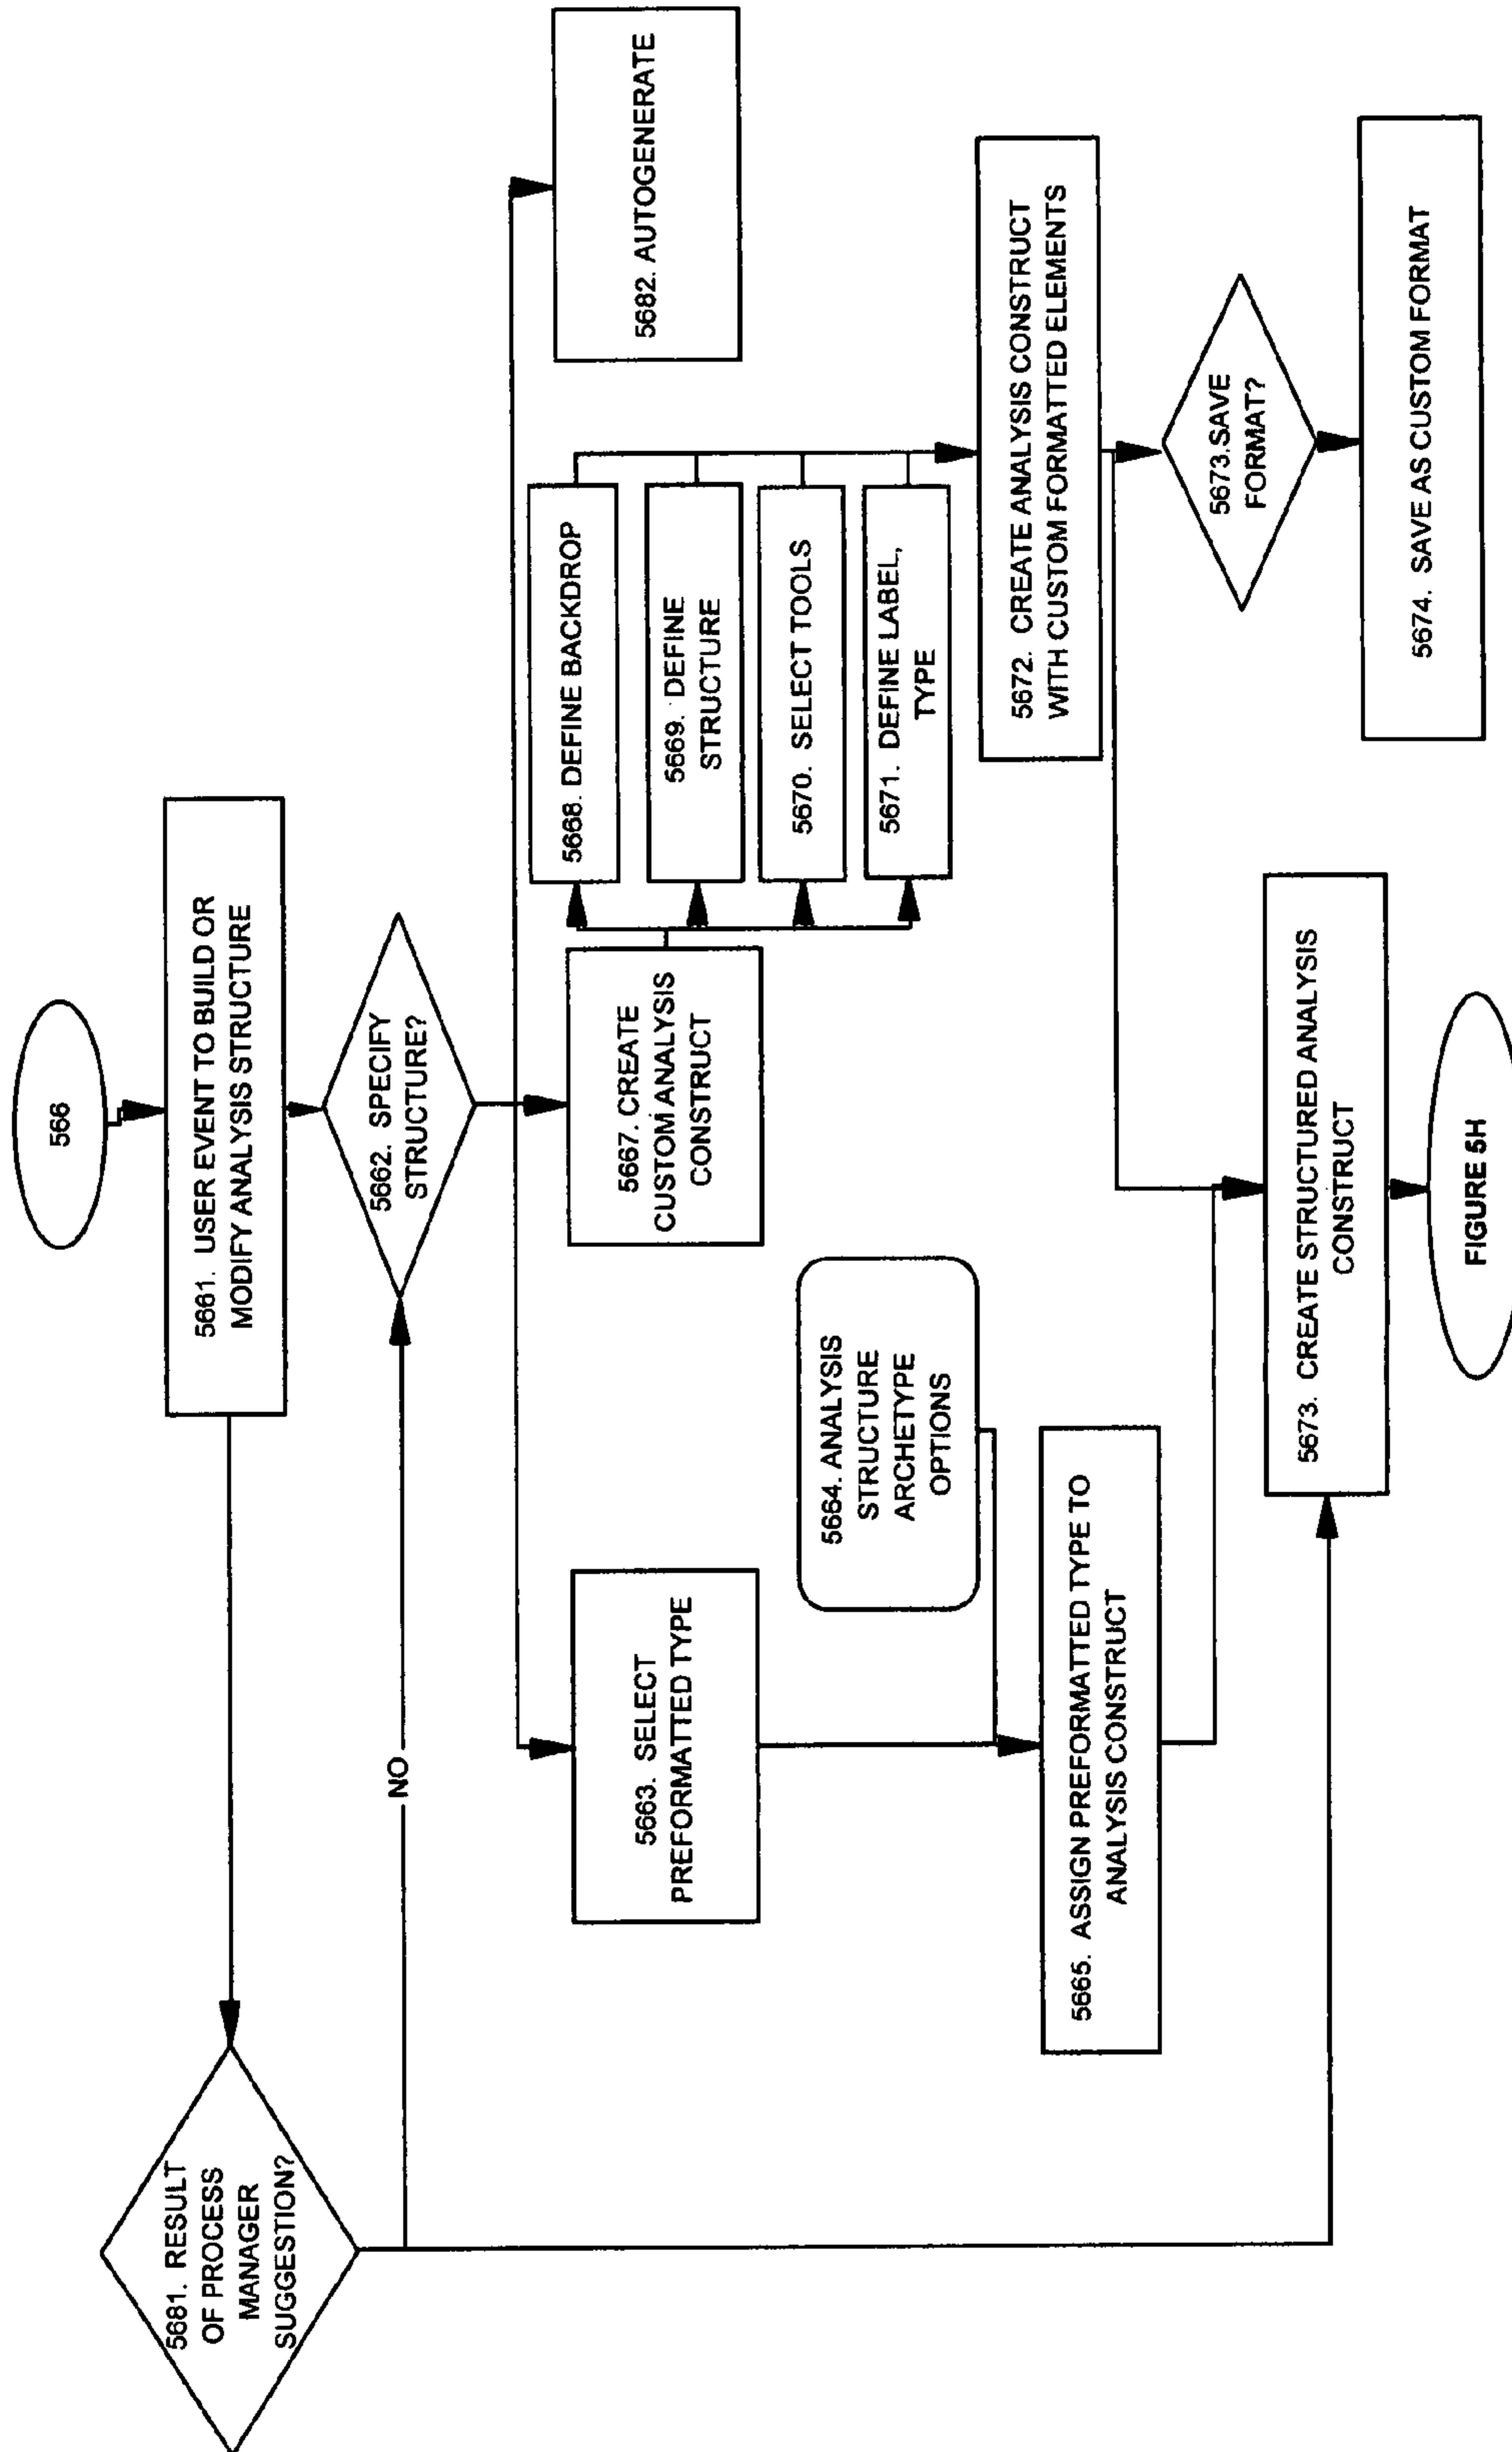 566
5661. USER EVENT TO BUILD OR
MODIFY ANALYSIS STRUCTURE
5681. RESULT
OF PROCESS
MANAGER
SUGGESTION?
NO
5662. SPECIFY
STRUCTURE?
5663. SELECT
PREFORMATTED TYPE
5667. CREATE
CUSTOM ANALYSIS
CONSTRUCT
5668. DEFINE BACKDROP
5669. DEFINE
STRUCTURE
5670. SELECT TOOLS
5671. DEFINE LABEL,
TYPE
5682. AUTOGENERATE
5664. ANALYSIS
STRUCTURE
ARCHETYPE
OPTIONS
5665. ASSIGN PREFORMATTED TYPE TO
ANALYSIS CONSTRUCT
5672. CREATE ANALYSIS CONSTRUCT
WITH CUSTOM FORMATTED ELEMENTS
5673.SAVE
FORMAT?
5673. CREATE STRUCTURED ANALYSIS
CONSTRUCT
5674. SAVE AS CUSTOM FORMAT
FIGURE 5H